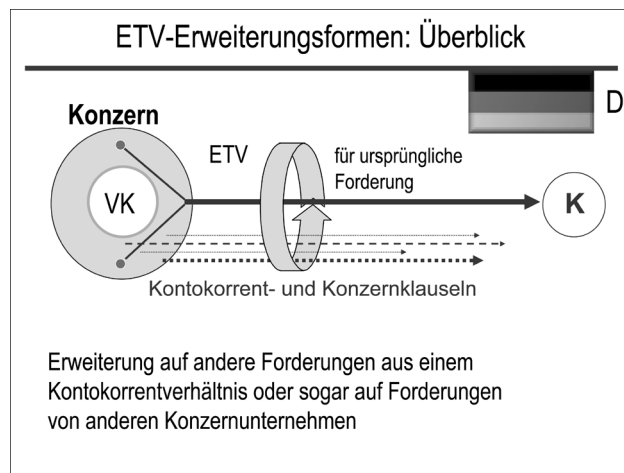 ETV-Erweiterungsformen: Überblick
D
Konzern
ETV
für ursprüngliche
Forderung
VK
K
Kontokorrent- und Konzernklauseln
Erweiterung auf andere Forderungen aus einem
Kontokorrentverhältnis oder sogar auf Forderungen
von anderen Konzernunternehmen